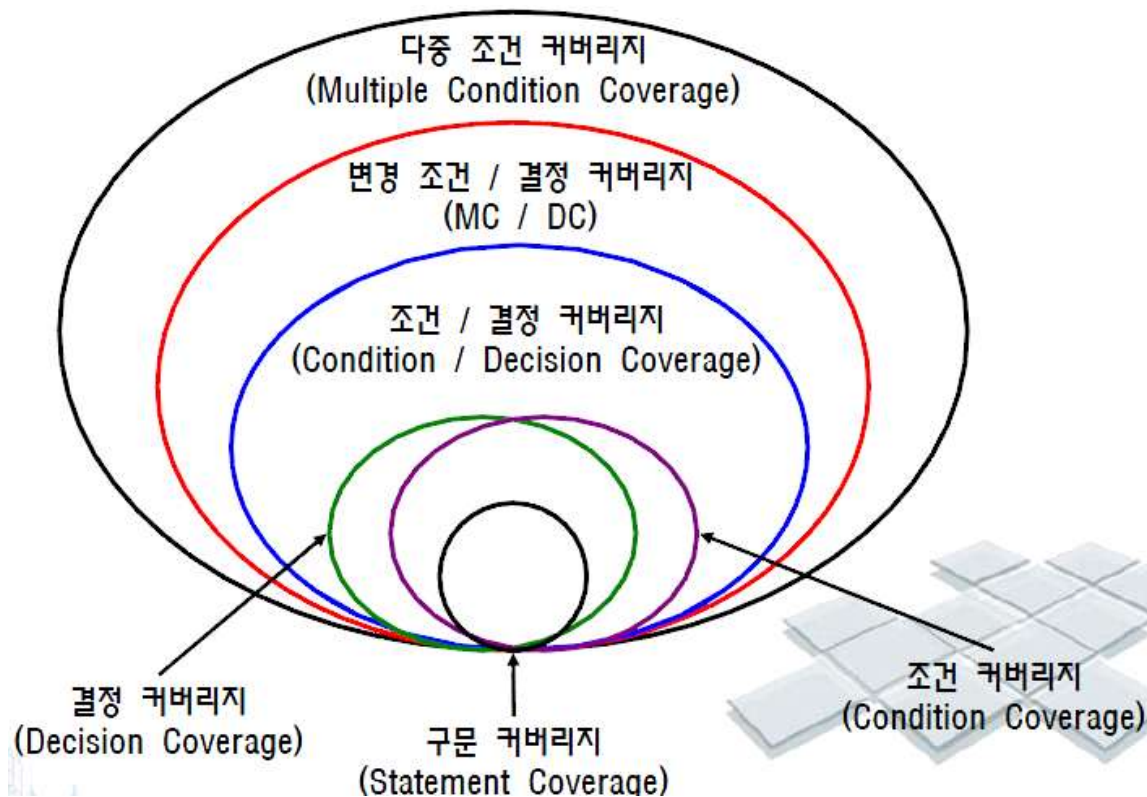 다중 조건 커버리지
(Multiple Condition Coverage)
변경 조건 / 결정 커버리지
(MC / DC)
조건 / 결정 커버리지
(Condition / Decision Coverage)
결정 커버리지
(Decision Coverage)
구문 커버리지
(Statement Coverage)
조건 커버리지
(Condition Coverage)